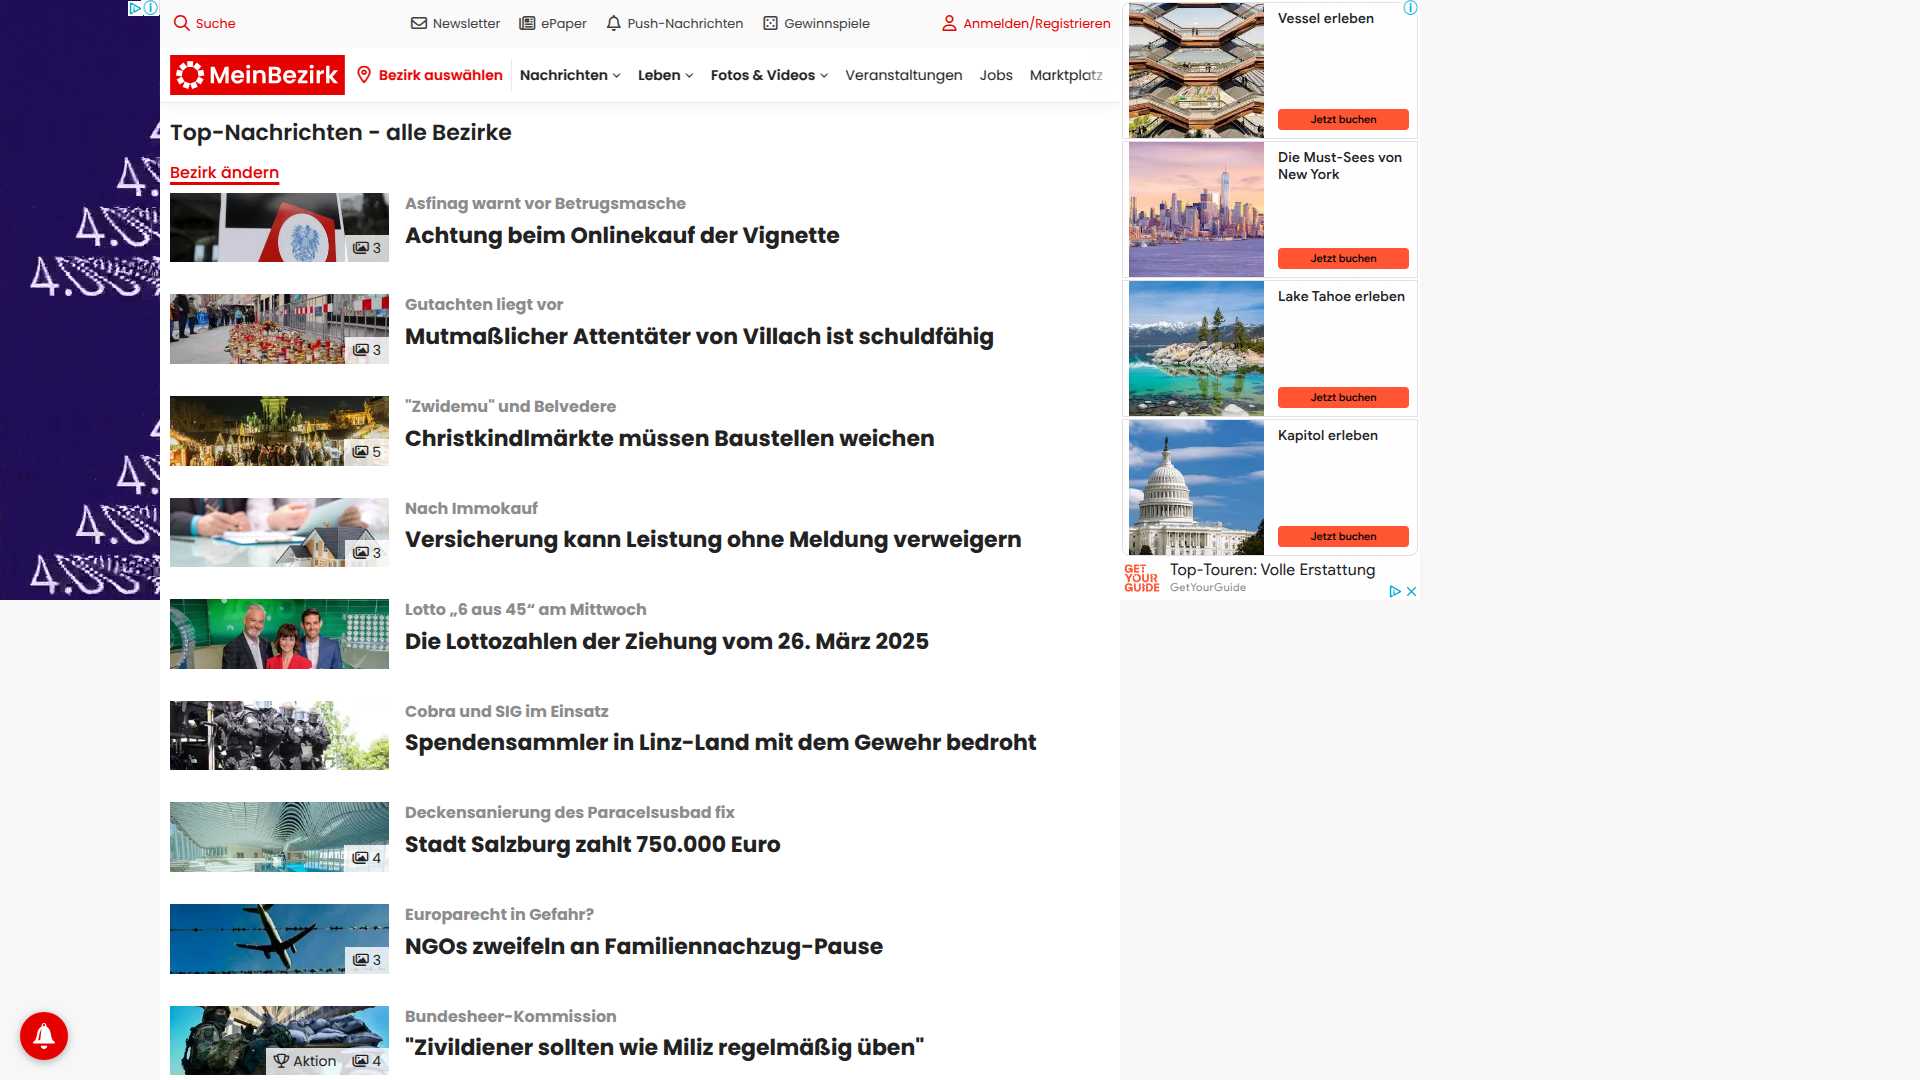 Suche
Newsletter
ePaper
Push-Nachrichten
Gewinnspiele
Anmelden/Registrieren
MeinBezirk
Bezirk auswählen
Nachrichten
Leben
Fotos & Videos
Veranstaltungen
Jobs
Marktplatz
Top-Nachrichten - alle Bezirke
Bezirk ändern
3
Asfinag warnt vor Betrugsmasche
Achtung beim Onlinekauf der Vignette
3
Gutachten liegt vor
Mutmaßlicher Attentäter von Villach ist schuldfähig
5
"Zwidemu" und Belvedere
Christkindlmärkte müssen Baustellen weichen
3
Nach Immokauf
Versicherung kann Leistung ohne Meldung verweigern
Lotto „6 aus 45“ am Mittwoch
Die Lottozahlen der Ziehung vom 26. März 2025
Cobra und SIG im Einsatz
Spendensammler in Linz-Land mit dem Gewehr bedroht
4
Deckensanierung des Paracelsusbad fix
Stadt Salzburg zahlt 750.000 Euro
3
Europarecht in Gefahr?
NGOs zweifeln an Familiennachzug-Pause
Aktion 4
Bundesheer-Kommission
"Zivildiener sollten wie Miliz regelmäßig üben"
Vessel erleben
Jetzt buchen
Die Must-Sees von
New York
Jetzt buchen
Lake Tahoe erleben
Jetzt buchen
Kapitol erleben
Jetzt buchen
GET
YOUR
GUIDE
Top-Touren: Volle Erstattung
GetYourGuide